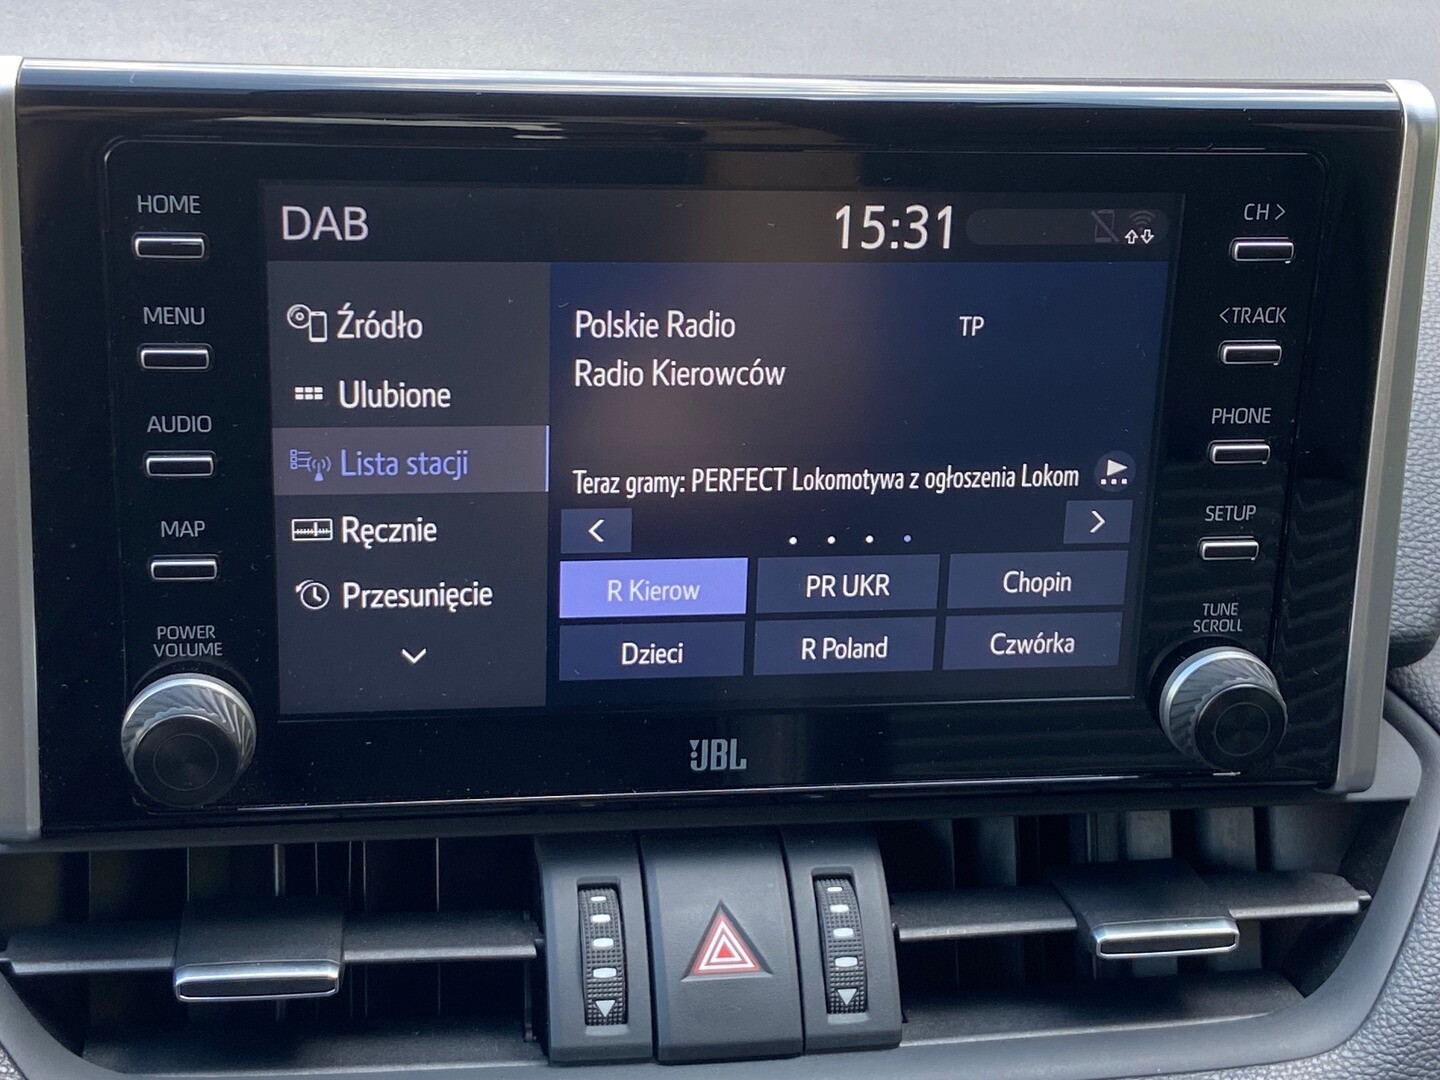 HOME
MENU
AUDIO
MAP
POWER
VOLUME
DAB
15:31
Źródło
Ulubione
Lista stacji
Ręcznie
Przesunięcie
Polskie Radio
TP
Radio Kierowców
Teraz gramy: PERFECT Lokomotywa z ogłoszenia Lokom
R Kierow
PR UKR
Chopin
Dzieci
R Poland
Czwórka
CH >
< TRACK
PHONE
SETUP
TUNE
SCROLL
JBL